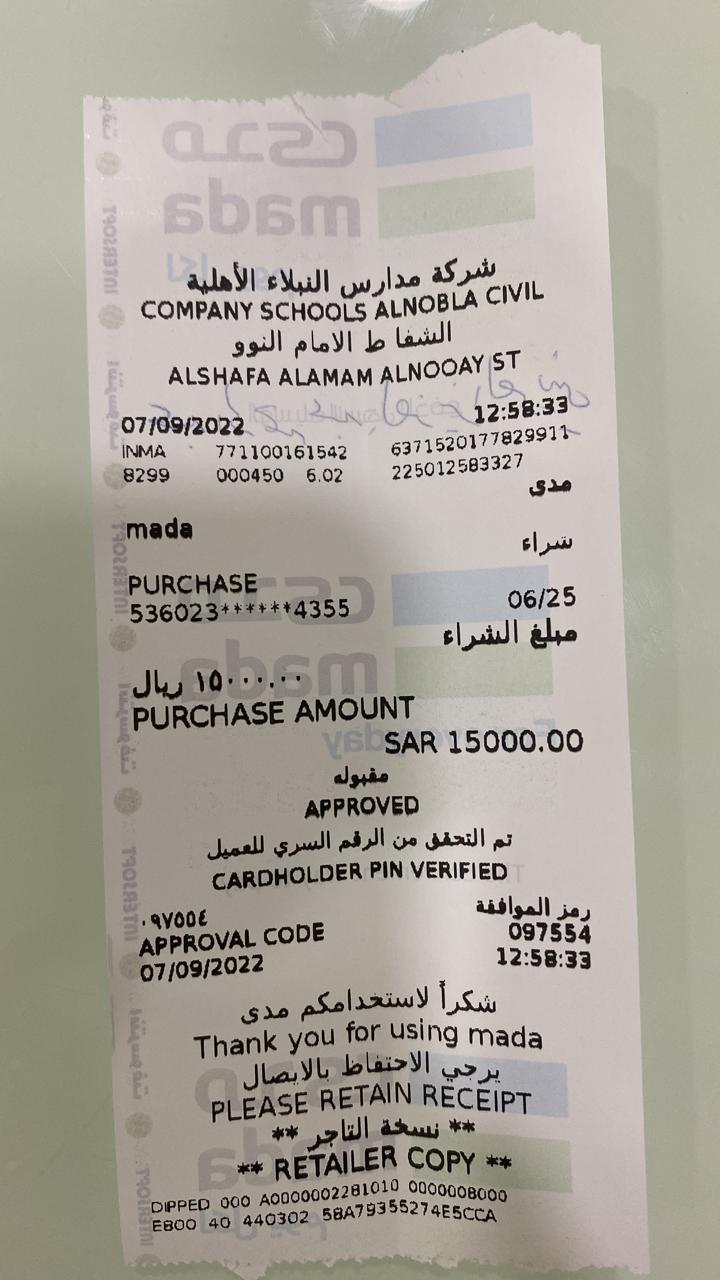 شركة مدارس النبلاء الأهلية
COMPANY SCHOOLS ALNOBLA CIVIL
الشفا ط الامام النوو
ALSHAFA ALAMAM ALNOOAY ST
07/09/2022 12:58:33
INMA 771100161542 6371520177829911
8299 000450 6.02 225012583327
مدى
mada
شراء
PURCHASE
536023******4355 06/25
مبلغ الشراء
١٥٠٠٠.٠٠ ريال
PURCHASE AMOUNT
SAR 15000.00
مقبوله
APPROVED
تم التحقق من الرقم السري للعميل
CARDHOLDER PIN VERIFIED
رمز الموافقة
٠٩٧٥٥٤
APPROVAL CODE 097554
07/09/2022 12:58:33
شكراً لاستخدامكم مدى
Thank you for using mada
يرجي الاحتفاظ بالايصال
PLEASE RETAIN RECEIPT
** نسخة التاجر **
** RETAILER COPY **
DIPPED 000 A0000002281010 0000008000
E800 40 440302 58A79355274E5CCA